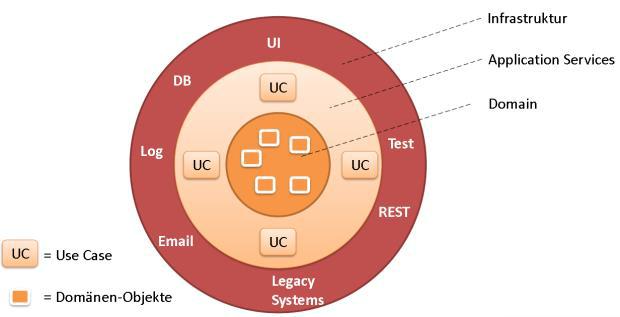 Infrastruktur
UI
Application Services
DB
UC
Domain
Log
Test
UC
UC
REST
Email
UC
UC = Use Case
Legacy
Systems
= Domänen-Objekte